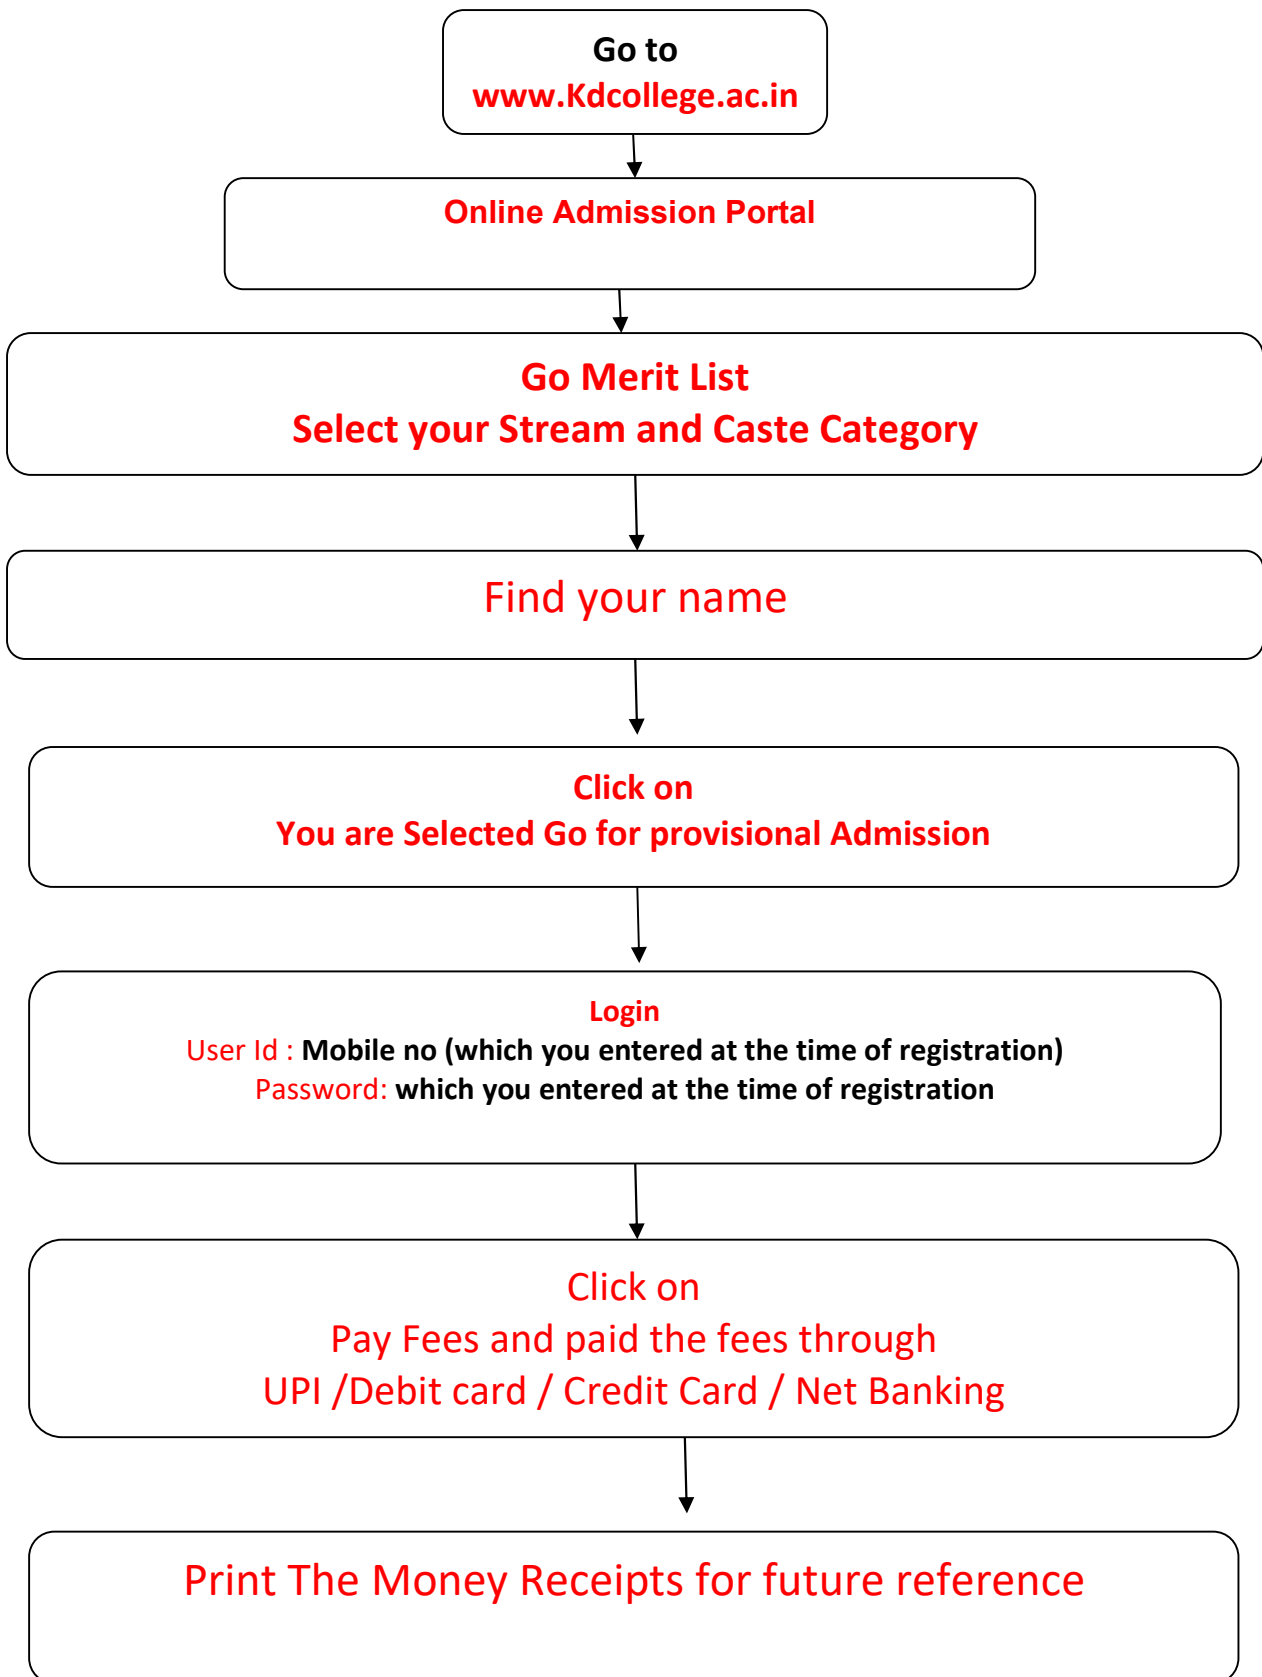 Go to
www.Kdcollege.ac.in
Online Admission Portal
Go Merit List
Select your Stream and Caste Category
Find your name
Click on
You are Selected Go for provisional Admission
Login
User Id : Mobile no (which you entered at the time of registration)
Password: which you entered at the time of registration
Click on
Pay Fees and paid the fees through
UPI /Debit card / Credit Card / Net Banking
Print The Money Receipts for future reference